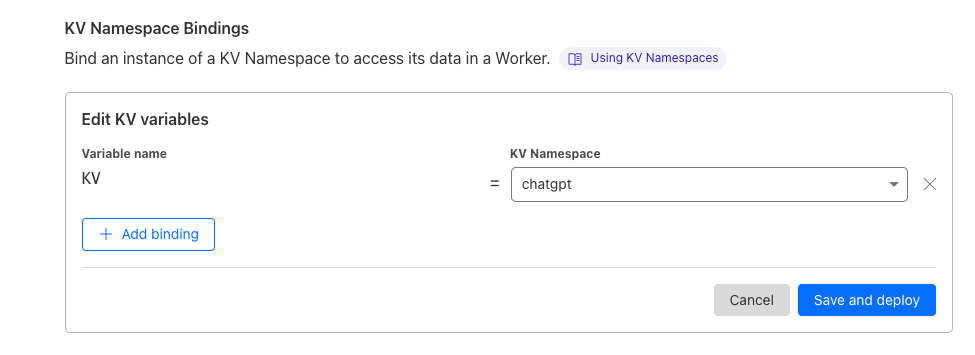 KV Namespace Bindings
Bind an instance of a KV Namespace to access its data in a Worker. Using KV Namespaces
Edit KV variables
Variable name
KV Namespace
KV
=
chatgpt
Add binding
Cancel
Save and deploy